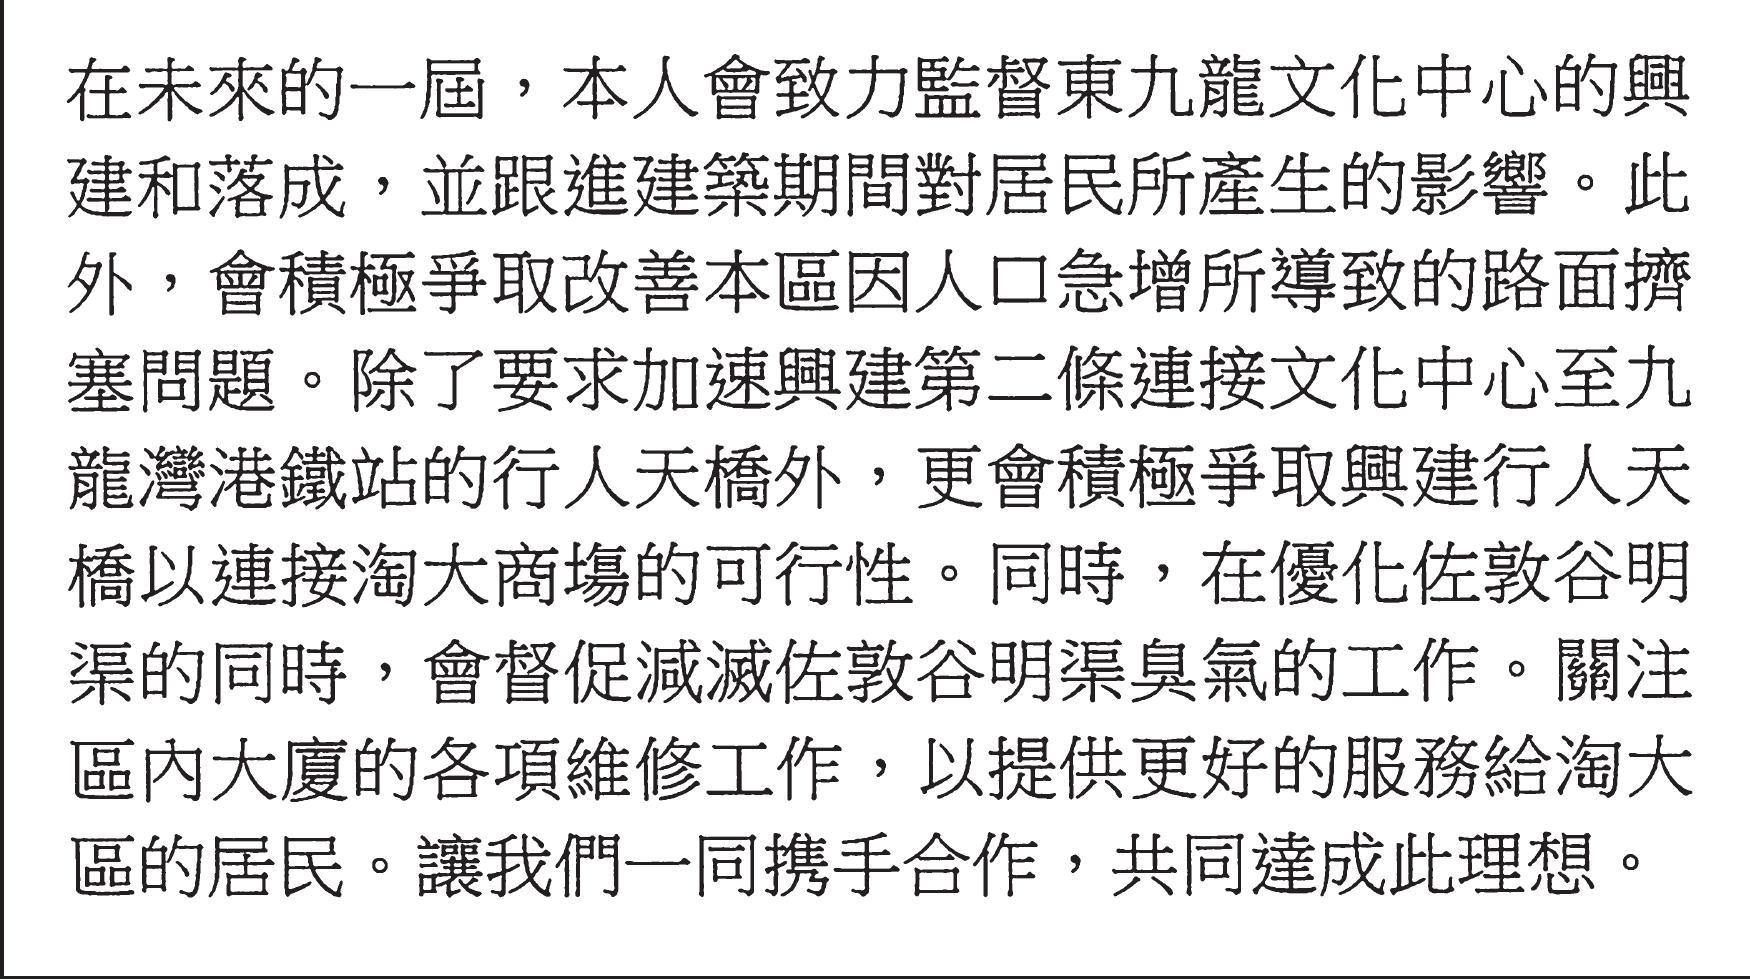 在未來的一屆，本人會致力監督東九龍文化中心的興
建和落成，並跟進建築期間對居民所產生的影響。此
外，會積極爭取改善本區因人口急增所導致的路面擠
塞問題。除了要求加速興建第二條連接文化中心至九
龍灣港鐵站的行人天橋外，更會積極爭取興建行人天
橋以連接淘大商場的可行性。同時，在優化佐敦谷明
渠的同時，會督促減滅佐敦谷明渠臭氣的工作。關注
區內大廈的各項維修工作，以提供更好的服務給淘大
區的居民。讓我們一同携手合作，共同達成此理想。